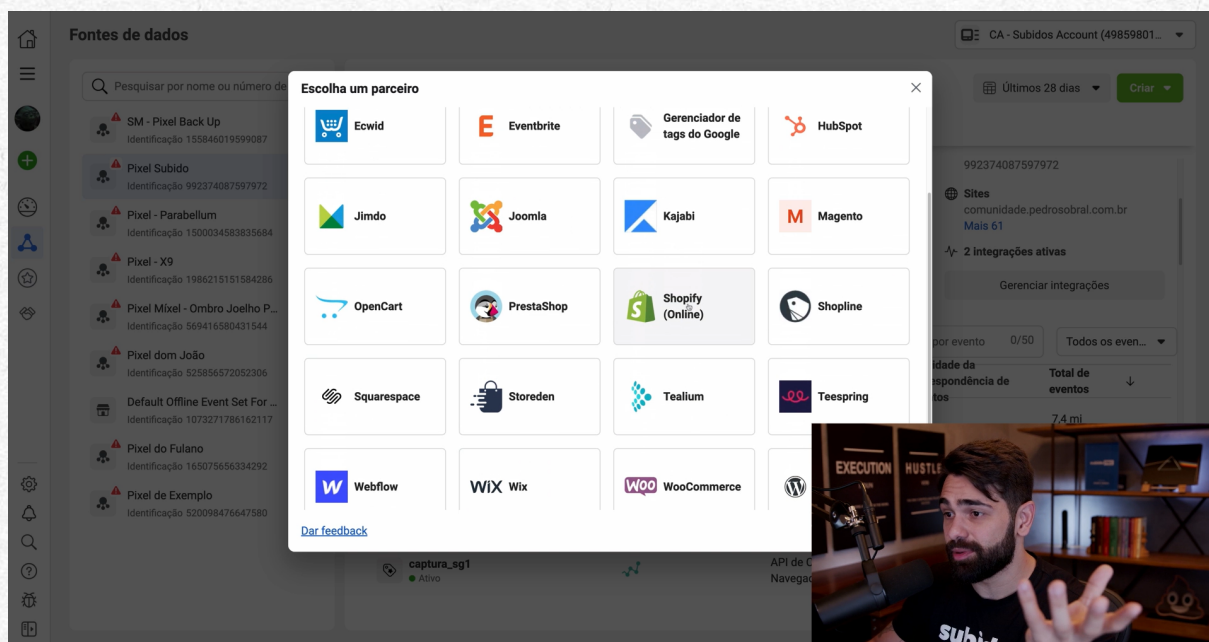 Fontes de dados
CA - Subidos Account (49859801...
Pesquisar por nome ou número de
Últimos 28 dias
Criar
SM - Pixel Back Up
Identificação 155846019599087
Pixel Subido
Identificação 992374087597972
Pixel - Parabellum
Identificação 1500034583835684
Pixel - X9
Identificação 1986215151584286
Pixel Mixel - Ombro Joelho P...
Identificação 569416580431544
Pixel dom João
Identificação 525856572052306
Default Offline Event Set For ...
Identificação 1073271786162117
Pixel do Fulano
Identificação 165075656334292
Pixel de Exemplo
Identificação 520098476647580
Escolha um parceiro
Ecwid
Eventbrite
Gerenciador de
tags do Google
HubSpot
Jimdo
Joomla
Kajabi
Magento
OpenCart
PrestaShop
Shopify
(Online)
Shopline
Squarespace
Storeden
Tealium
Teespring
Webflow
WiX Wix
Woo WooCommerce
Dar feedback
992374087597972
Sites
comunidade.pedrosobral.com.br
Mais 61
2 integrações ativas
Gerenciar integrações
por evento 0/50
Todos os even...
idade da
espondência de
tos
Total de
eventos
7,4 mi
captura_sg1
Ativo
API de C
Navegad
EXECUTION
HUSTLE
subido